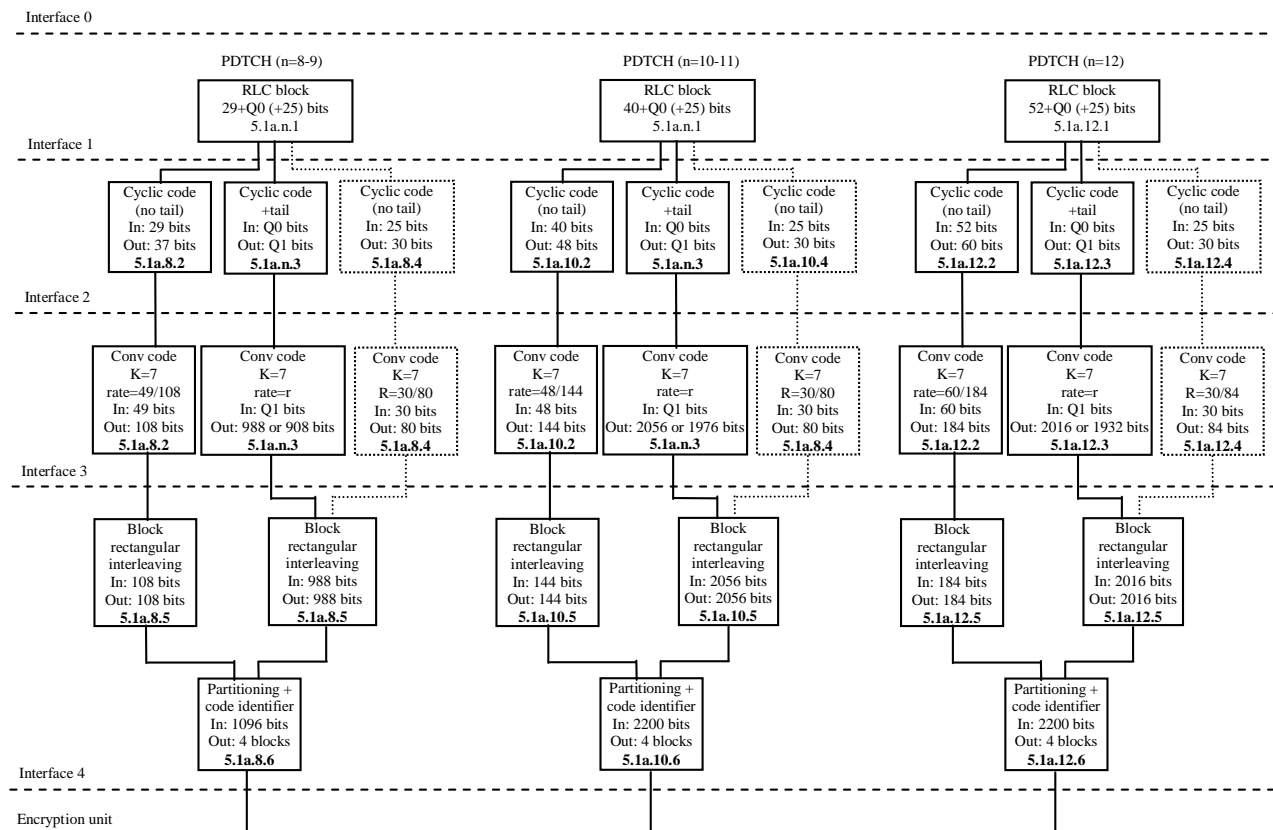 Interface 0
PDTCH (n=8-9)
PDTCH (n=10-11)
PDTCH (n=12)
RLC block
29+Q0 (+25) bits
5.1a.n.1
RLC block
40+Q0 (+25) bits
5.1a.n.1
RLC block
52+Q0 (+25) bits
5.1a.12.1
Interface 1
Cyclic code
(no tail)
In: 29 bits
Out: 37 bits
5.1a.8.2
Cyclic code
+tail
In: Q0 bits
Out: Q1 bits
5.1a.n.3
Cyclic code
(no tail)
In: 25 bits
Out: 30 bits
5.1a.8.4
Cyclic code
(no tail)
In: 40 bits
Out: 48 bits
5.1a.10.2
Cyclic code
+tail
In: Q0 bits
Out: Q1 bits
5.1a.n.3
Cyclic code
(no tail)
In: 25 bits
Out: 30 bits
5.1a.10.4
Cyclic code
(no tail)
In: 52 bits
Out: 60 bits
5.1a.12.2
Cyclic code
+tail
In: Q0 bits
Out: Q1 bits
5.1a.12.3
Cyclic code
(no tail)
In: 25 bits
Out: 30 bits
5.1a.12.4
Interface 2
Conv code
K=7
rate=49/108
In: 49 bits
Out: 108 bits
5.1a.8.2
Conv code
K=7
rate=r
In: Q1 bits
Out: 988 or 908 bits
5.1a.n.3
Conv code
K=7
R=30/80
In: 30 bits
Out: 80 bits
5.1a.8.4
Conv code
K=7
rate=48/144
In: 48 bits
Out: 144 bits
5.1a.10.2
Conv code
K=7
rate=r
In: Q1 bits
Out: 2056 or 1976 bits
5.1a.n.3
Conv code
K=7
R=30/80
In: 30 bits
Out: 80 bits
5.1a.8.4
Conv code
K=7
rate=60/184
In: 60 bits
Out: 184 bits
5.1a.12.2
Conv code
K=7
rate=r
In: Q1 bits
Out: 2016 or 1932 bits
5.1a.12.3
Conv code
K=7
R=30/84
In: 30 bits
Out: 84 bits
5.1a.12.4
Interface 3
Block
rectangular
interleaving
In: 108 bits
Out: 108 bits
5.1a.8.5
Block
rectangular
interleaving
In: 988 bits
Out: 988 bits
5.1a.8.5
Block
rectangular
interleaving
In: 144 bits
Out: 144 bits
5.1a.10.5
Block
rectangular
interleaving
In: 2056 bits
Out: 2056 bits
5.1a.10.5
Block
rectangular
interleaving
In: 184 bits
Out: 184 bits
5.1a.12.5
Block
rectangular
interleaving
In: 2016 bits
Out: 2016 bits
5.1a.12.5
Partitioning +
code identifier
In: 1096 bits
Out: 4 blocks
5.1a.8.6
Partitioning +
code identifier
In: 2200 bits
Out: 4 blocks
5.1a.10.6
Partitioning +
code identifier
In: 2200 bits
Out: 4 blocks
5.1a.12.6
Interface 4
Encryption unit